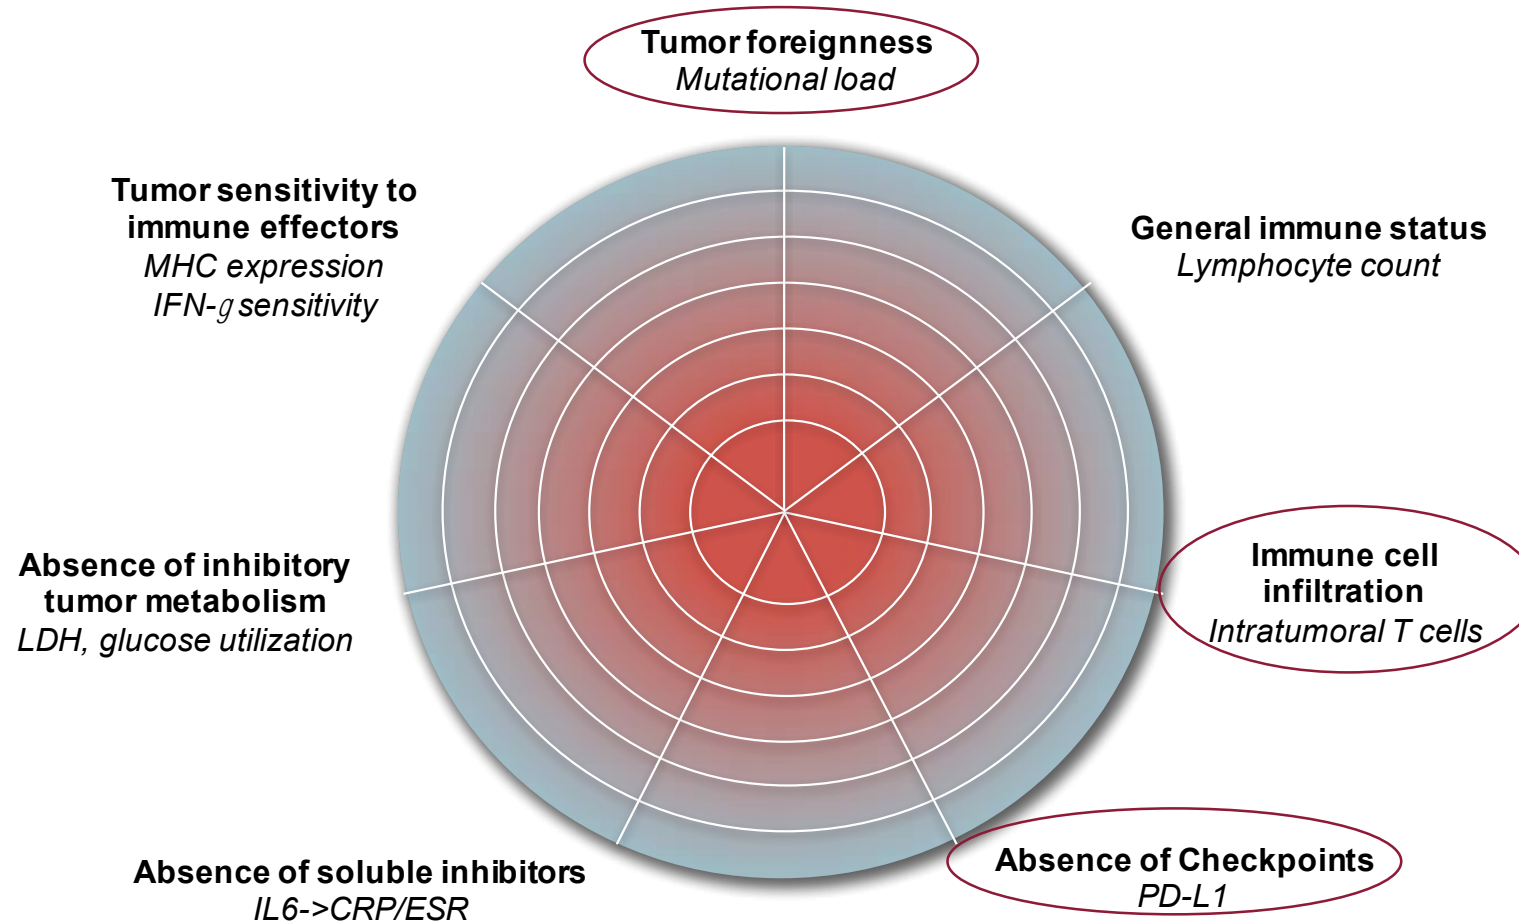 Tumor foreignness
Mutational load
Tumor sensitivity to
immune effectors
MHC expression
IFN-g sensitivity
General immune status
Lymphocyte count
Absence of inhibitory
tumor metabolism
LDH, glucose utilization
Immune cell
infiltration
Intratumoral T cells
Absence of soluble inhibitors
IL6->CRP/ESR
Absence of Checkpoints
PD-L1